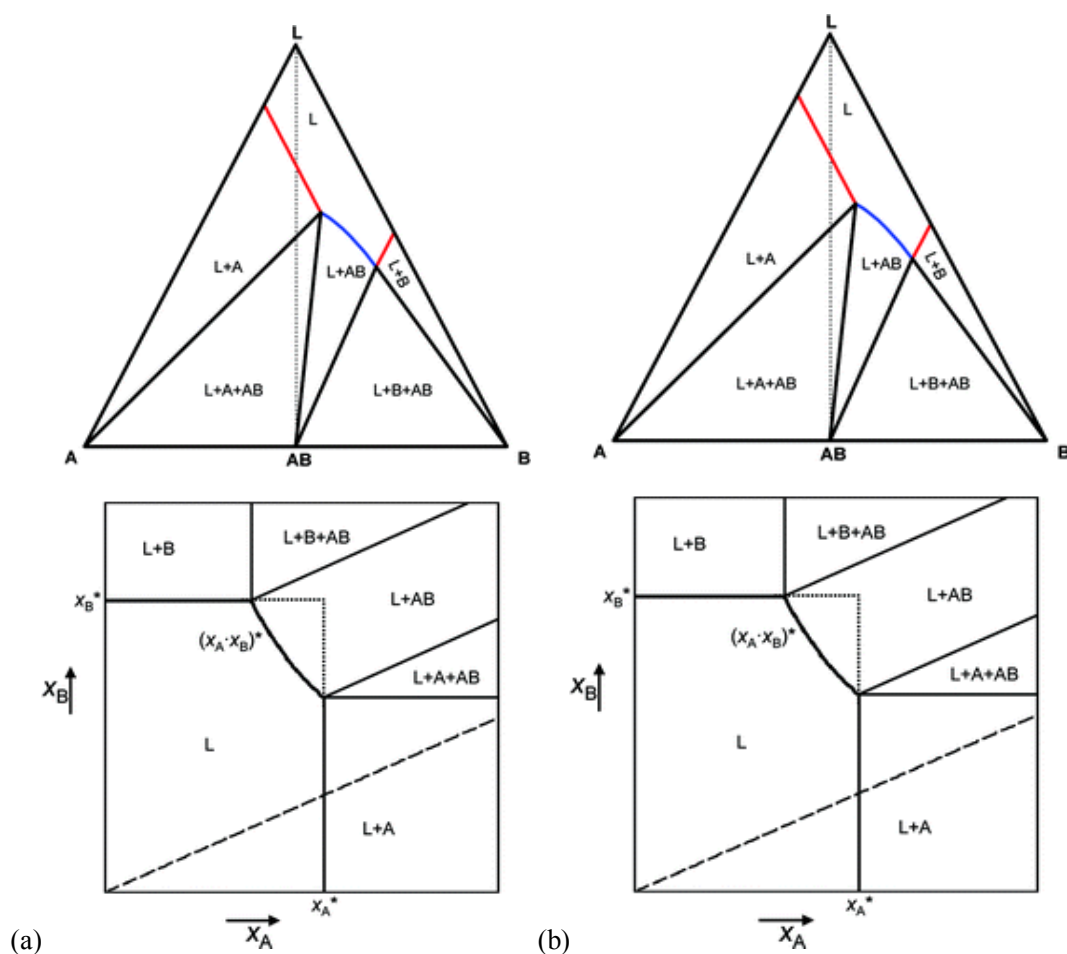 L
L
L+A
L+AB
L+B
L+A+AB
L+B+AB
A
AB
B
L+B
L+B+AB
x_B*
L+AB
(x_A·x_B)*
x_B
L+A+AB
L
L+A
x_A*
(a)
x_A
L
L
L+A
L+AB
L+B
L+A+AB
L+B+AB
A
AB
B
L+B
L+B+AB
x_B*
L+AB
(x_A·x_B)*
x_B
L+A+AB
L
L+A
x_A*
(b)
x_A